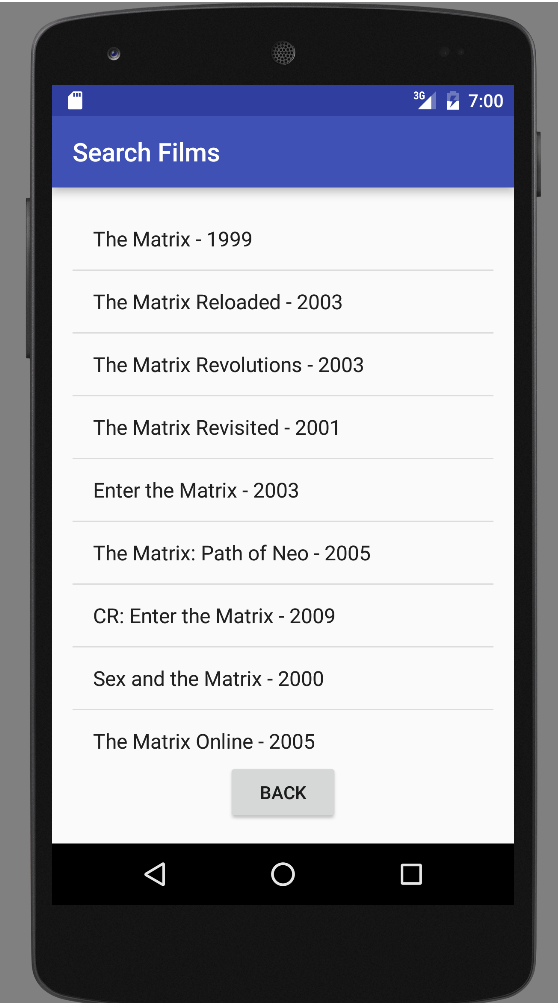 3G 7:00
Search Films
The Matrix - 1999
The Matrix Reloaded - 2003
The Matrix Revolutions - 2003
The Matrix Revisited - 2001
Enter the Matrix - 2003
The Matrix: Path of Neo - 2005
CR: Enter the Matrix - 2009
Sex and the Matrix - 2000
The Matrix Online - 2005
BACK